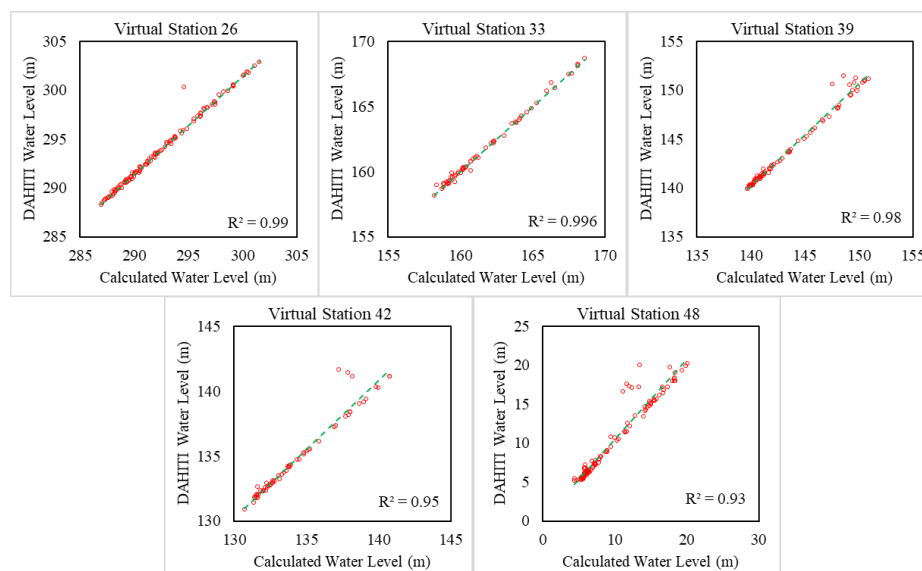 Virtual Station 26
305
300
295
290
285
285
290
295
300
305
DAHITI Water Level (m)
Calculated Water Level (m)
R² = 0.99
Virtual Station 33
170
165
160
155
155
160
165
170
DAHITI Water Level (m)
Calculated Water Level (m)
R² = 0.996
Virtual Station 39
155
150
145
140
135
135
140
145
150
155
DAHITI Water Level (m)
Calculated Water Level (m)
R² = 0.98
Virtual Station 42
145
140
135
130
130
135
140
145
DAHITI Water Level (m)
Calculated Water Level (m)
R² = 0.95
Virtual Station 48
25
20
15
10
5
0
0
10
20
30
DAHITI Water Level (m)
Calculated Water Level (m)
R² = 0.93